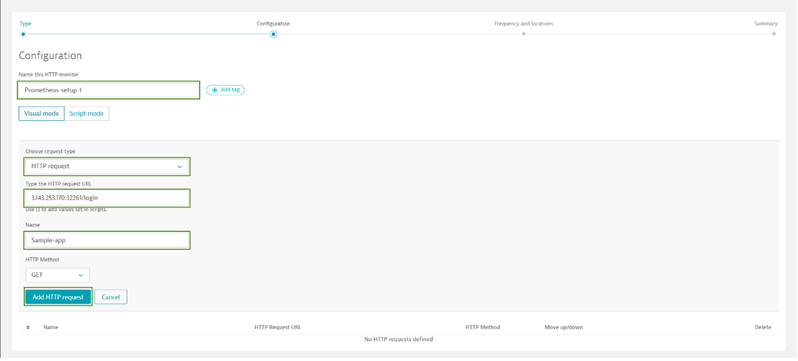 Type Configuration Frequency and locations Summary
Configuration
Name this HTTP monitor
Prometheus-setup-1 + Add tag
Visual mode Script mode
Choose request type
HTTP request
Type the HTTP request URL
3.143.253.170:32261/login
Use {} to add values set in scripts.
Name
Sample-app
HTTP Method
GET
Add HTTP request Cancel
# Name HTTP Request URL HTTP Method Move up/down Delete
No HTTP requests defined